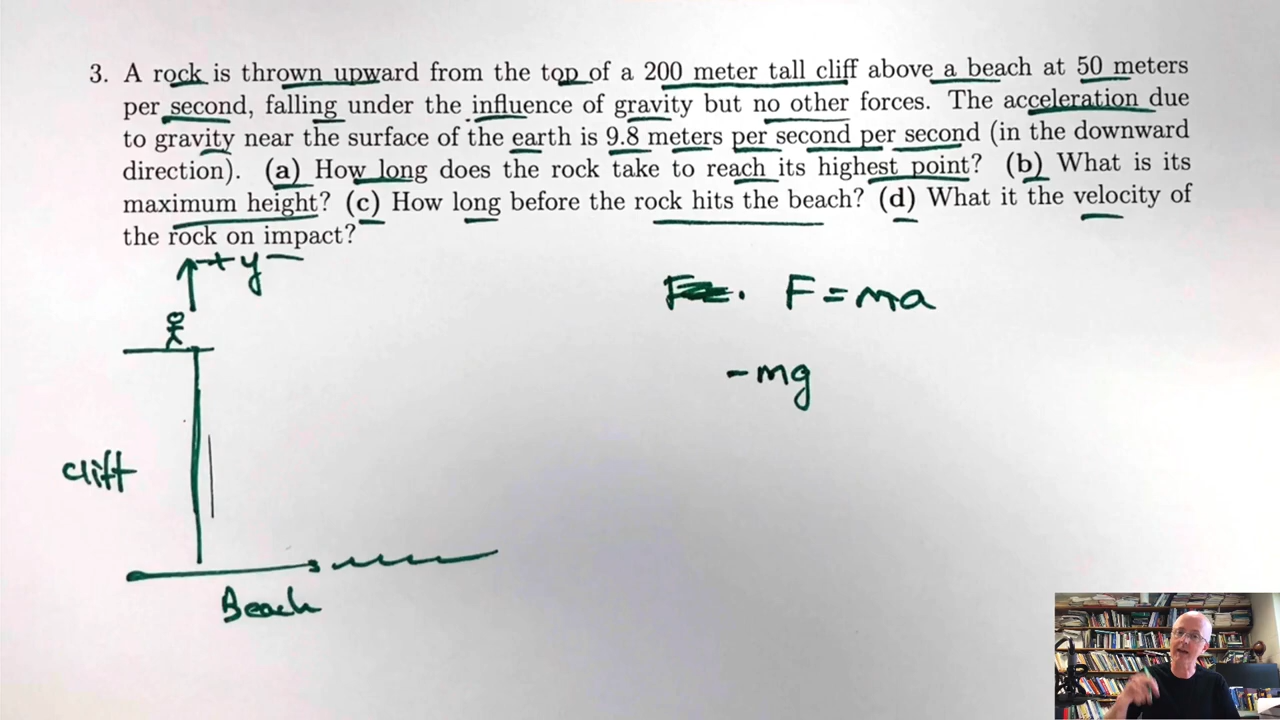 3. A rock is thrown upward from the top of a 200 meter tall cliff above a beach at 50 meters
per second, falling under the influence of gravity but no other forces. The acceleration due
to gravity near the surface of the earth is 9.8 meters per second per second (in the downward
direction). (a) How long does the rock take to reach its highest point? (b) What is its
maximum height? (c) How long before the rock hits the beach? (d) What it the velocity of
the rock on impact?
+y
F = ma
-mg
cliff
Beach